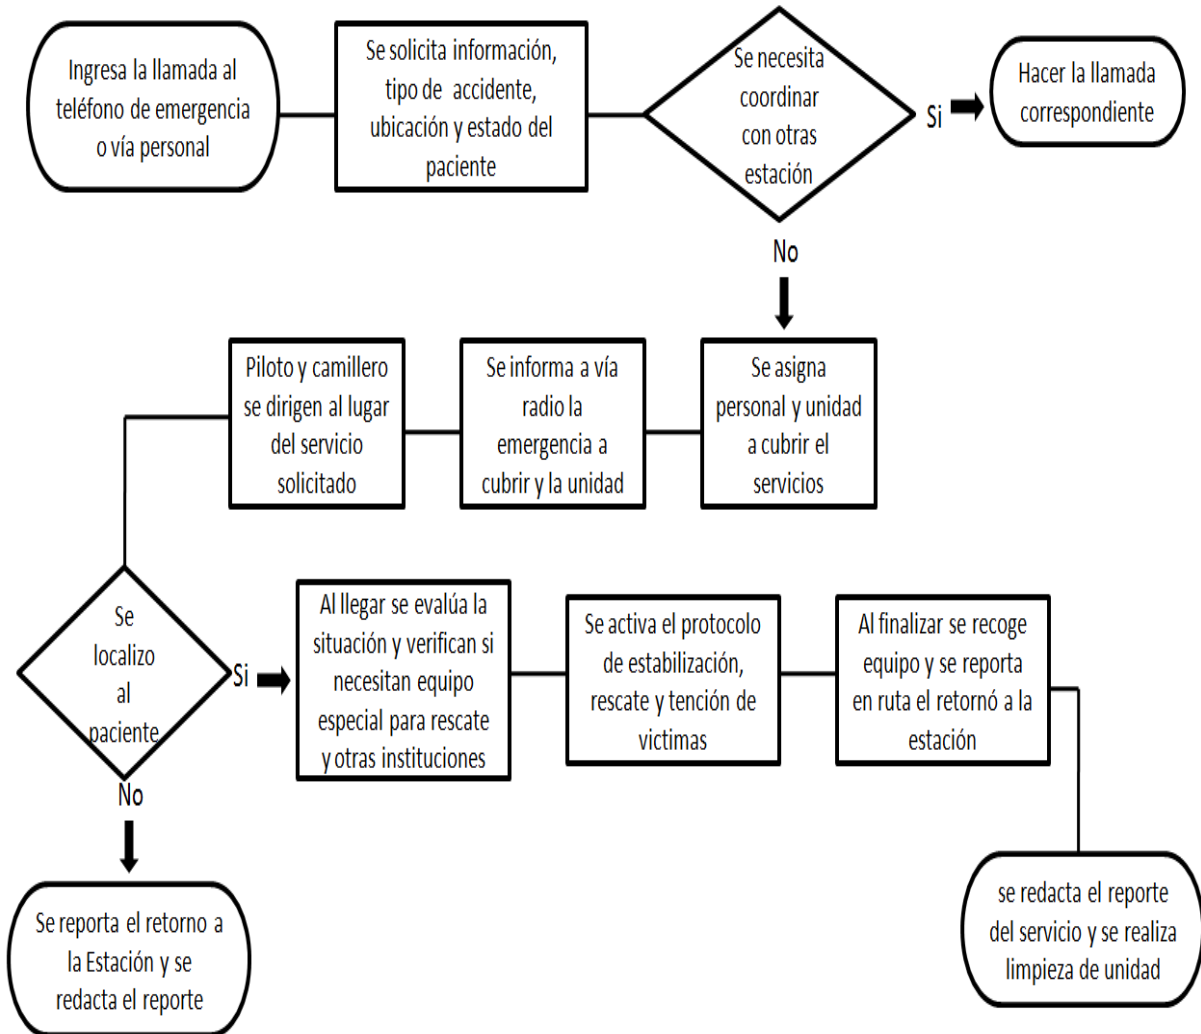 Ingresa la llamada al
teléfono de emergencia
o vía personal
Se solicita información,
tipo de accidente,
ubicación y estado del
paciente
Se necesita
coordinar
con otras
estación
Si
Hacer la llamada
correspondiente
No
Se asigna
personal y unidad
a cubrir el
servicios
Se informa a vía
radio la
emergencia a
cubrir y la unidad
Piloto y camillero
se dirigen al lugar
del servicio
solicitado
Se
localizo
al
paciente
Si
Al llegar se evalúa la
situación y verifican si
necesitan equipo
especial para rescate
y otras instituciones
Se activa el protocolo
de estabilización,
rescate y tención de
victimas
Al finalizar se recoge
equipo y se reporta
en ruta el retornó a la
estación
se redacta el reporte
del servicio y se realiza
limpieza de unidad
No
Se reporta el retorno a
la Estación y se
redacta el reporte